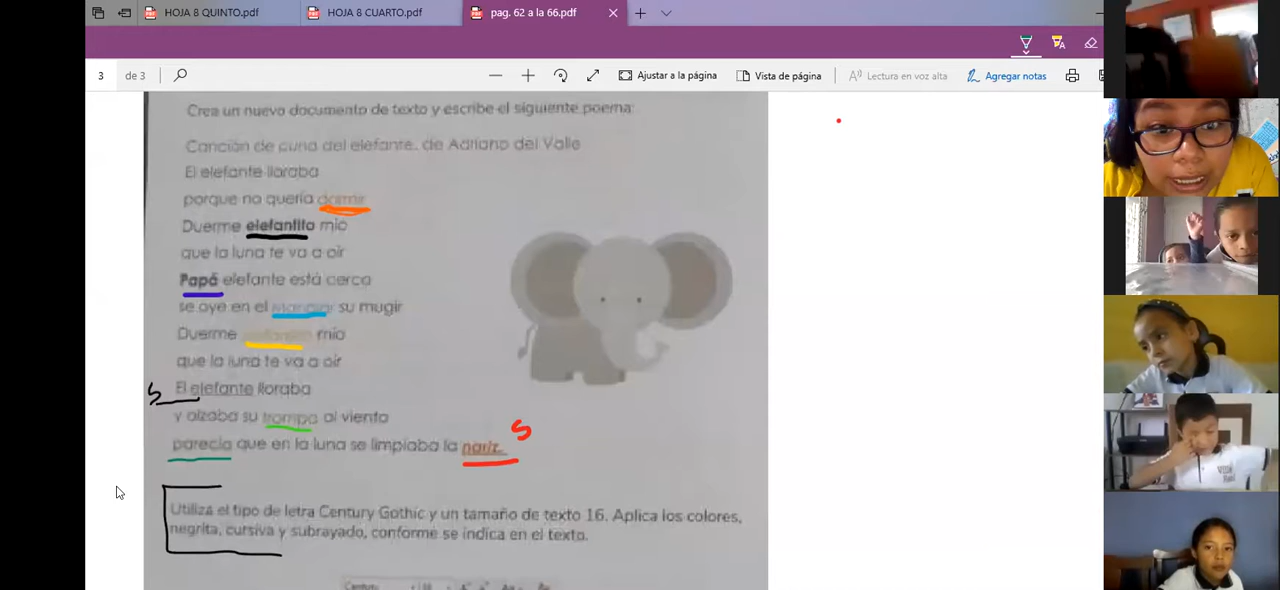 HOJA 8 QUINTO.pdf
HOJA 8 CUARTO.pdf
pag. 62 a la 66.pdf
3 de 3
Ajustar a la página
Vista de página
Lectura en voz alta
Agregar notas
Crea un nuevo documento de texto y escribe el siguiente poema:
Canción de cuna del elefante, de Adriano del Valle
El elefante lloraba
porque no quería dormir
Duerme elefantito mío
que la luna te va a oír
Papá elefante está cerca
se oye en el manglar su mugir
Duerme elefantito mío
que la luna te va a oír
S El elefante lloraba
y alzaba su trompa al viento
parecía que en la luna se limpiaba la nariz. S
Utiliza el tipo de letra Century Gothic y un tamaño de texto 16. Aplica los colores,
negrita, cursiva y subrayado, conforme se indica en el texto.